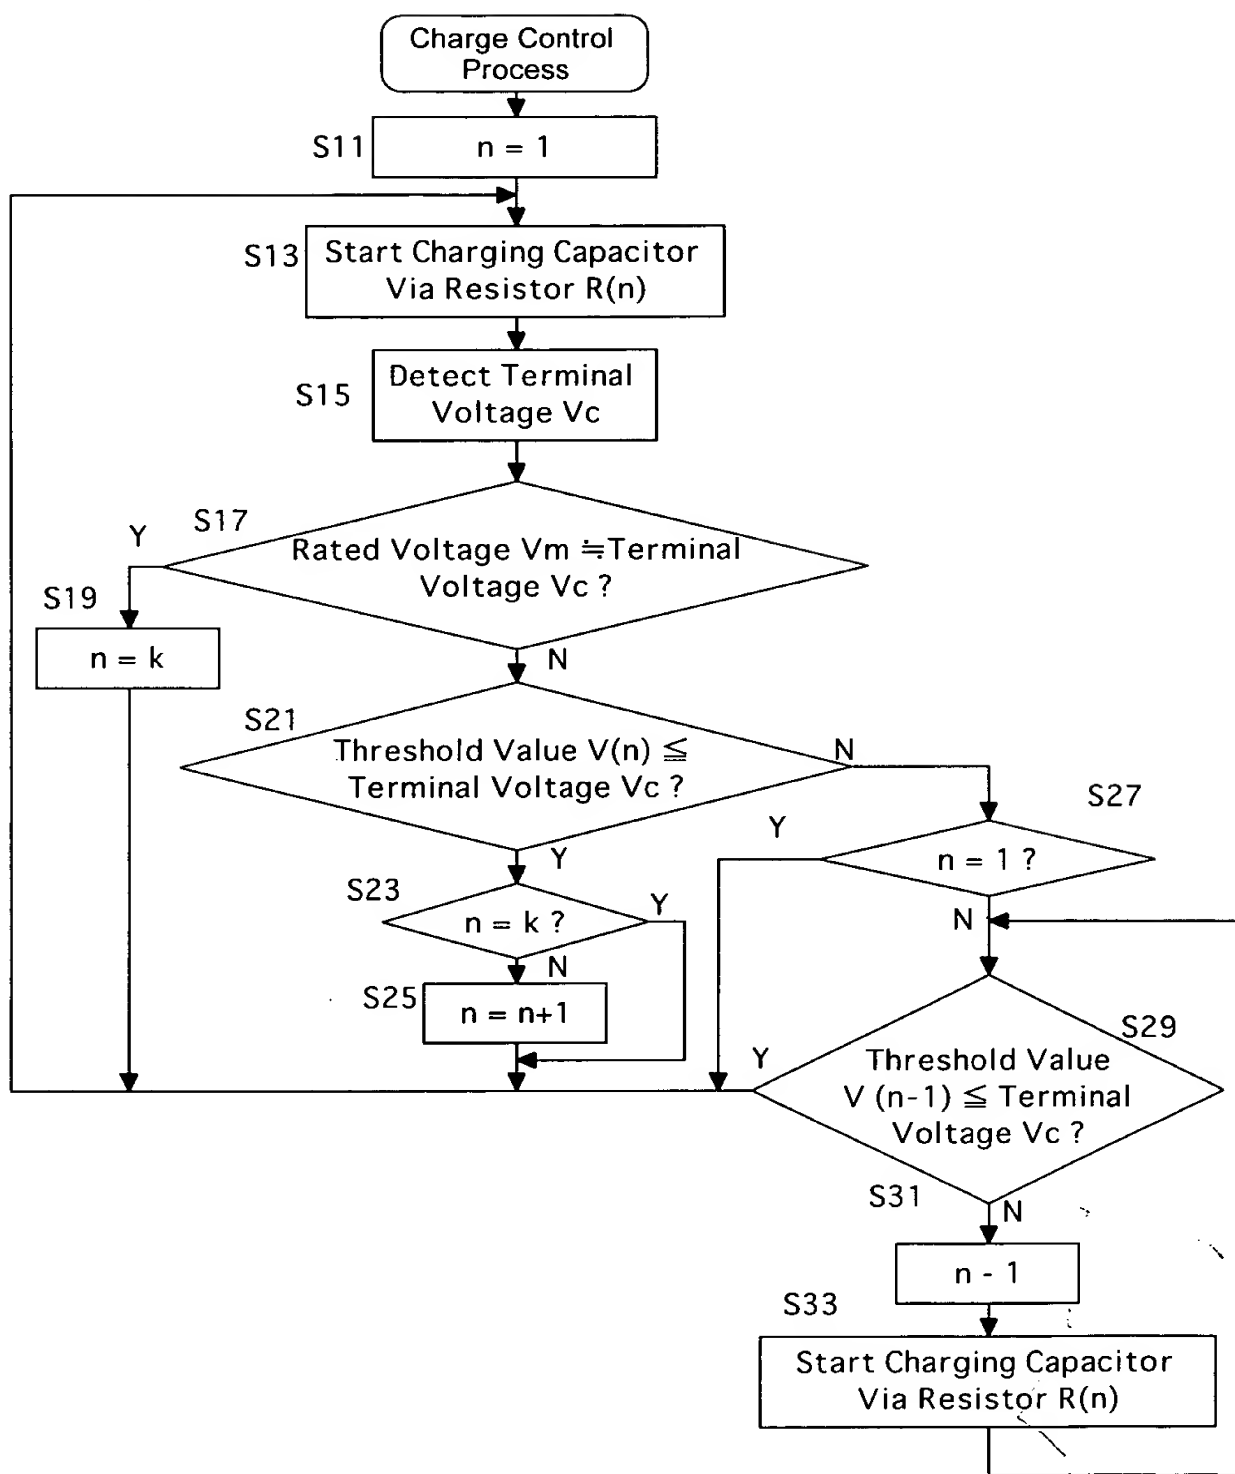 Charge Control
Process
S11
n = 1
S13
Start Charging Capacitor
Via Resistor R(n)
S15
Detect Terminal
Voltage Vc
S17
Y
Rated Voltage Vm ≒Terminal
Voltage Vc ?
S19
n = k
N
S21
Threshold Value V(n) ≦
Terminal Voltage Vc ?
N
S27
Y
n = 1 ?
Y
S23
n = k ?
Y
N
N
S25
n = n+1
S29
Y
Threshold Value
V (n-1) ≦ Terminal
Voltage Vc ?
S31
N
n - 1
S33
Start Charging Capacitor
Via Resistor R(n)